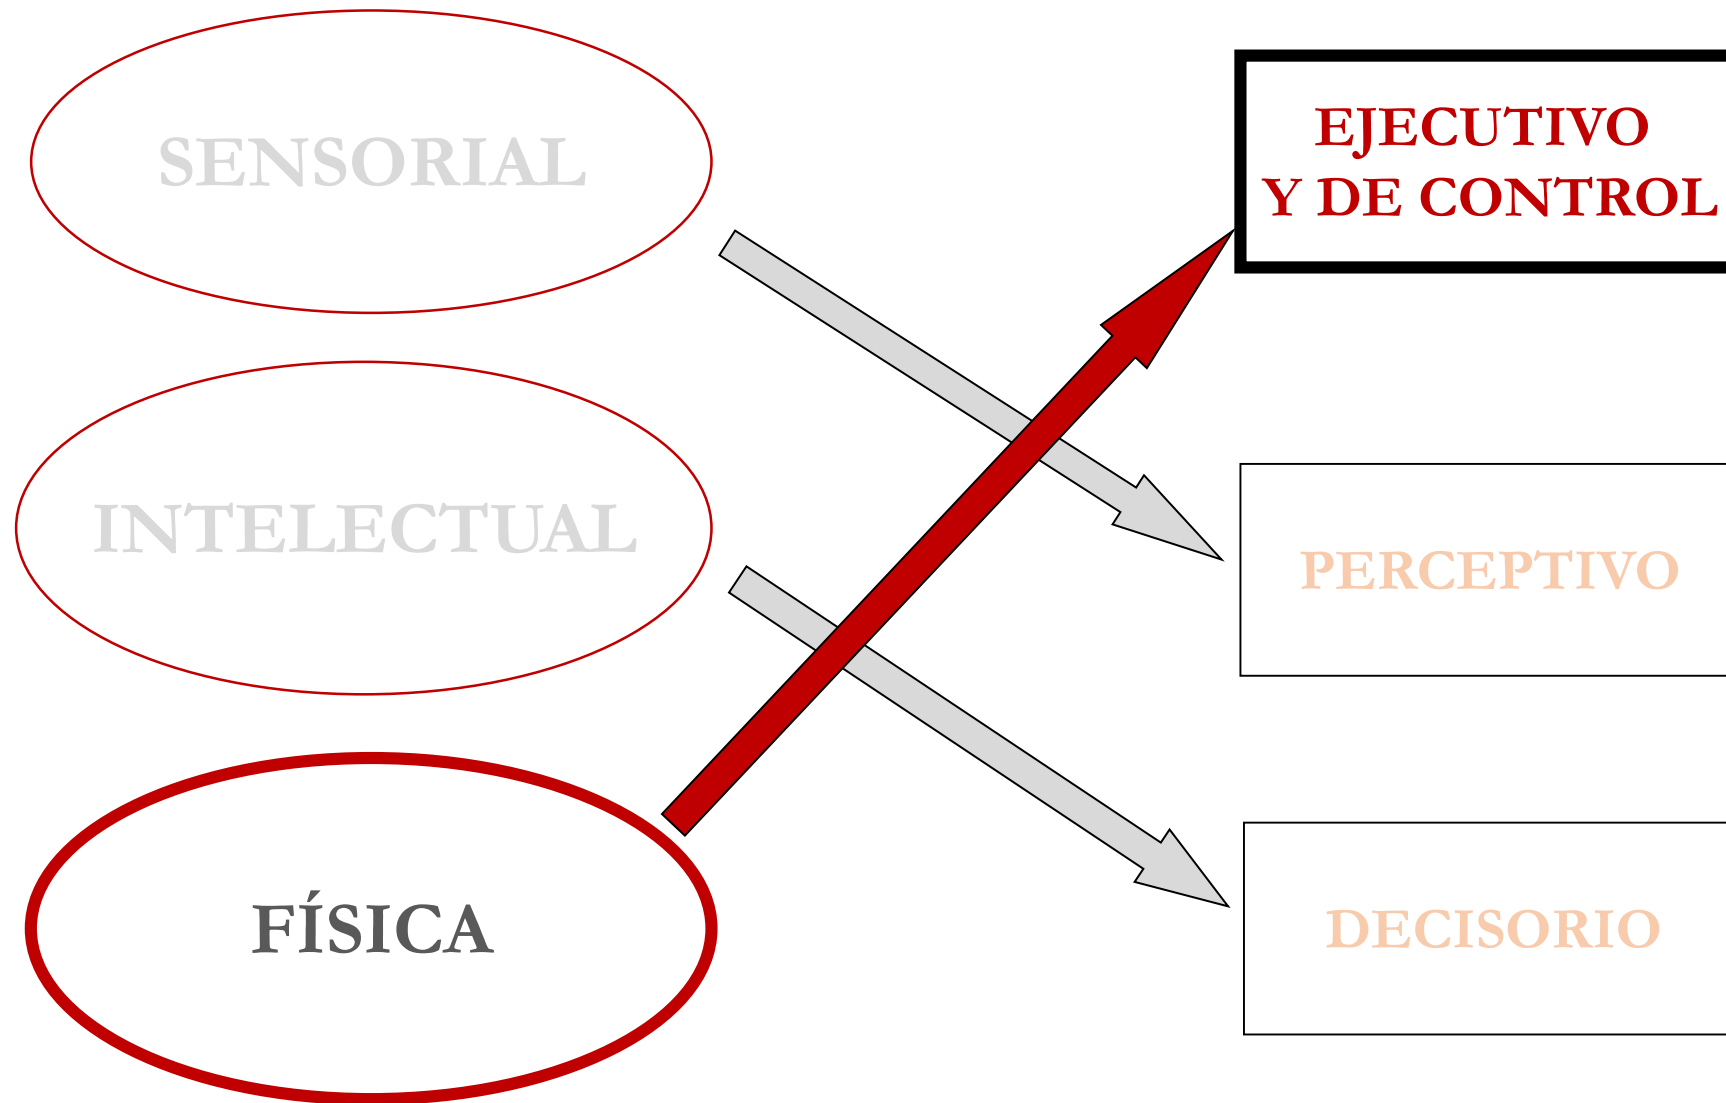 SENSORIAL
INTELECTUAL
FÍSICA
EJECUTIVO
Y DE CONTROL
PERCEPTIVO
DECISORIO